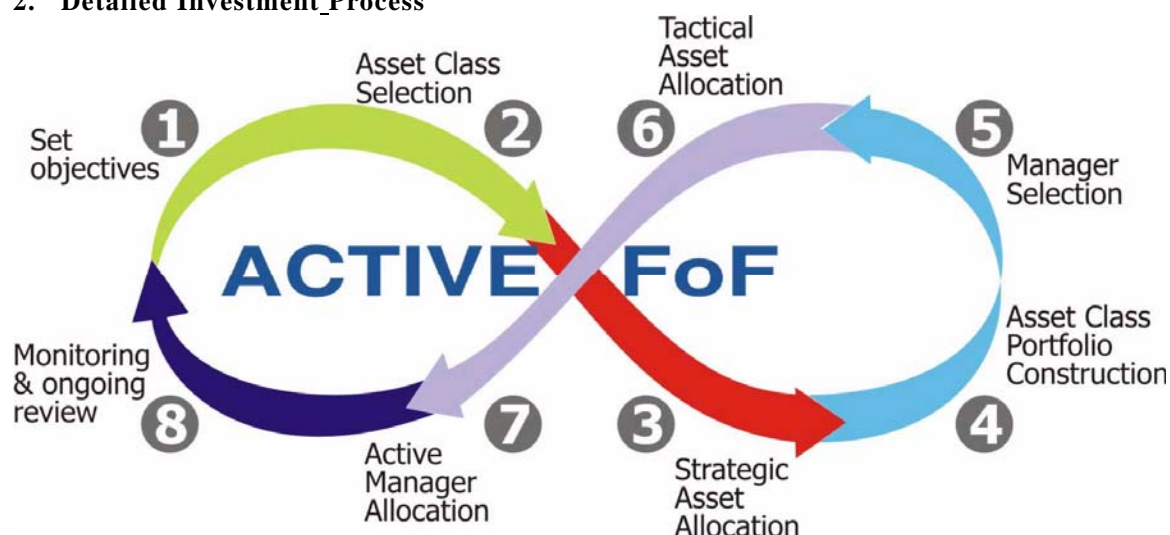 2. Detailed Investment Process
1
Set
objectives
Asset Class
Selection
2
Tactical
Asset
Allocation
6
5
Manager
Selection
ACTIVE FoF
Monitoring
& ongoing
review
8
Active
Manager
Allocation
7
3
Strategic
Asset
Allocation
Asset Class
Portfolio
Construction
4